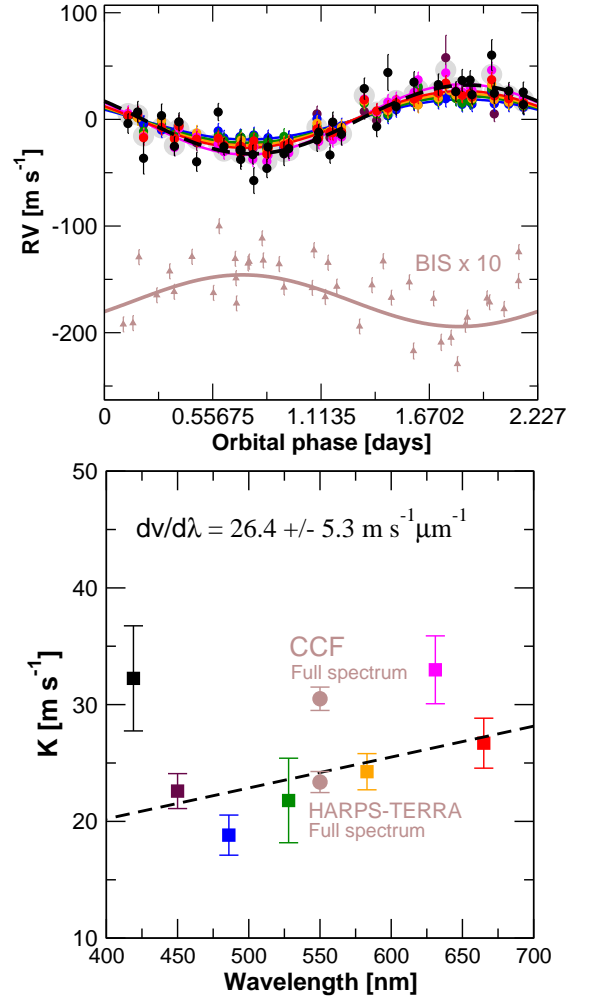 100
0
-100
-200
RV [m s⁻¹]
BIS x 10
0 0.55675 1.1135 1.6702 2.227
Orbital phase [days]
50
40
30
20
10
K [m s⁻¹]
dv/dλ = 26.4 +/- 5.3 m s⁻¹μm⁻¹
CCF
Full spectrum
HARPS-TERRA
Full spectrum
400 450 500 550 600 650 700
Wavelength [nm]